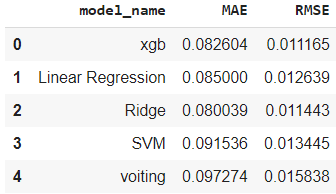 model_name MAE RMSE
0 xgb 0.082604 0.011165
1 Linear Regression 0.085000 0.012639
2 Ridge 0.080039 0.011443
3 SVM 0.091536 0.013445
4 voiting 0.097274 0.015838